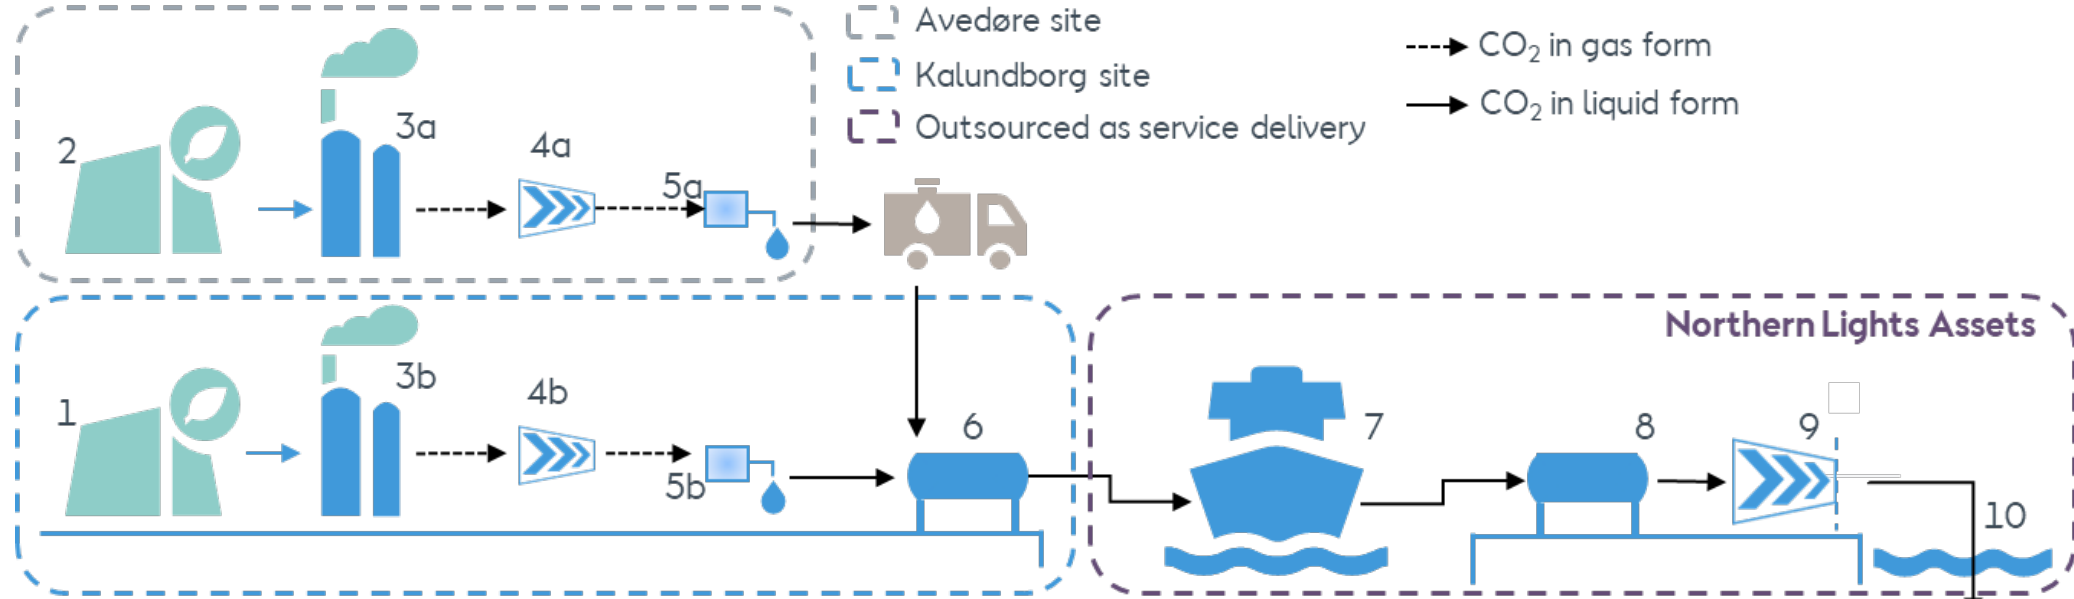 Avedøre site
Kalundborg site
Outsourced as service delivery
CO₂ in gas form
CO₂ in liquid form
2
3a
4a
5a
1
3b
4b
5b
6
Northern Lights Assets
7
8
9
10